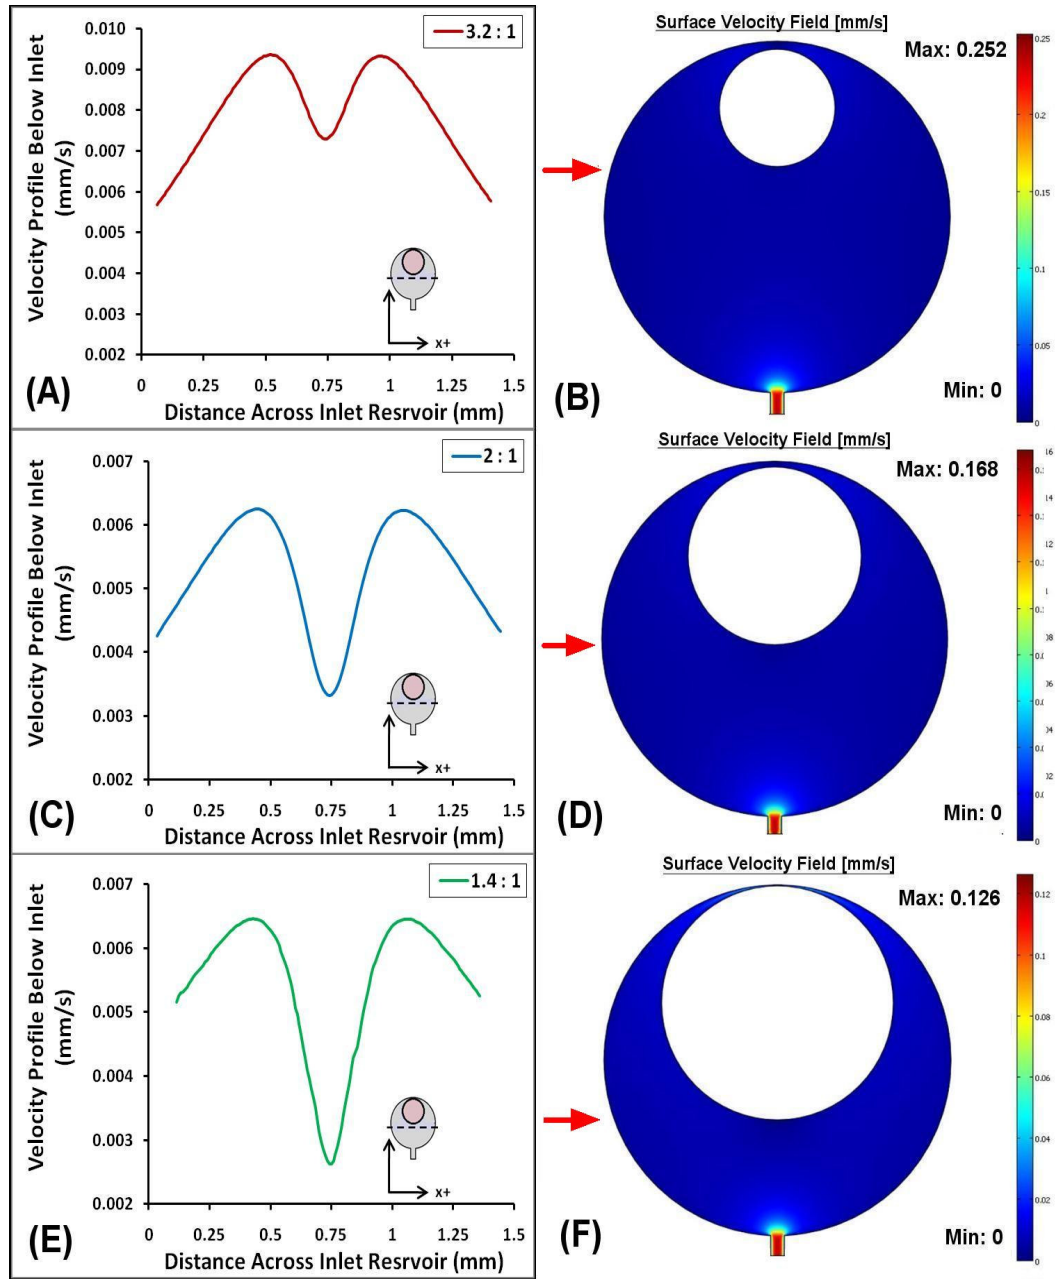 3.2 : 1
Velocity Profile Below Inlet
(mm/s)
0.010
0.009
0.008
0.007
0.006
0.005
0.004
0.003
0.002
0
0.25
0.5
0.75
1
1.25
1.5
x+
Distance Across Inlet Resrvoir (mm)
(A)
Surface Velocity Field [mm/s]
Max: 0.252
0.25
0.2
0.15
0.1
0.05
0
Min: 0
(B)
2 : 1
Velocity Profile Below Inlet
(mm/s)
0.007
0.006
0.005
0.004
0.003
0.002
0
0.25
0.5
0.75
1
1.25
1.5
x+
Distance Across Inlet Resrvoir (mm)
(C)
Surface Velocity Field [mm/s]
Max: 0.168
Min: 0
(D)
1.4 : 1
Velocity Profile Below Inlet
(mm/s)
0.007
0.006
0.005
0.004
0.003
0.002
0
0.25
0.5
0.75
1
1.25
1.5
x+
Distance Across Inlet Resrvoir (mm)
(E)
Surface Velocity Field [mm/s]
Max: 0.126
0.12
0.1
0.08
0.06
0.04
0.02
0
Min: 0
(F)